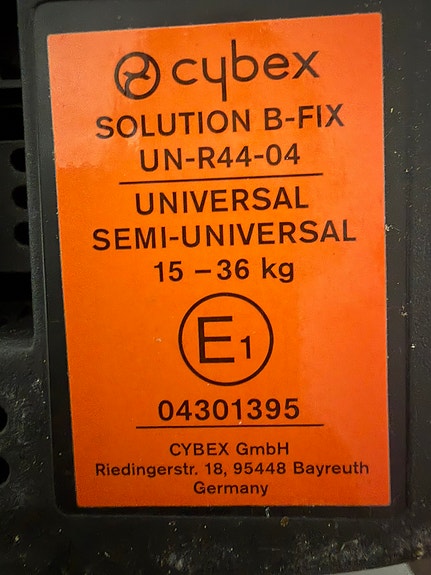 cybex
SOLUTION B-FIX
UN-R44-04
UNIVERSAL
SEMI-UNIVERSAL
15 – 36 kg
E1
04301395
CYBEX GmbH
Riedingerstr. 18, 95448 Bayreuth
Germany